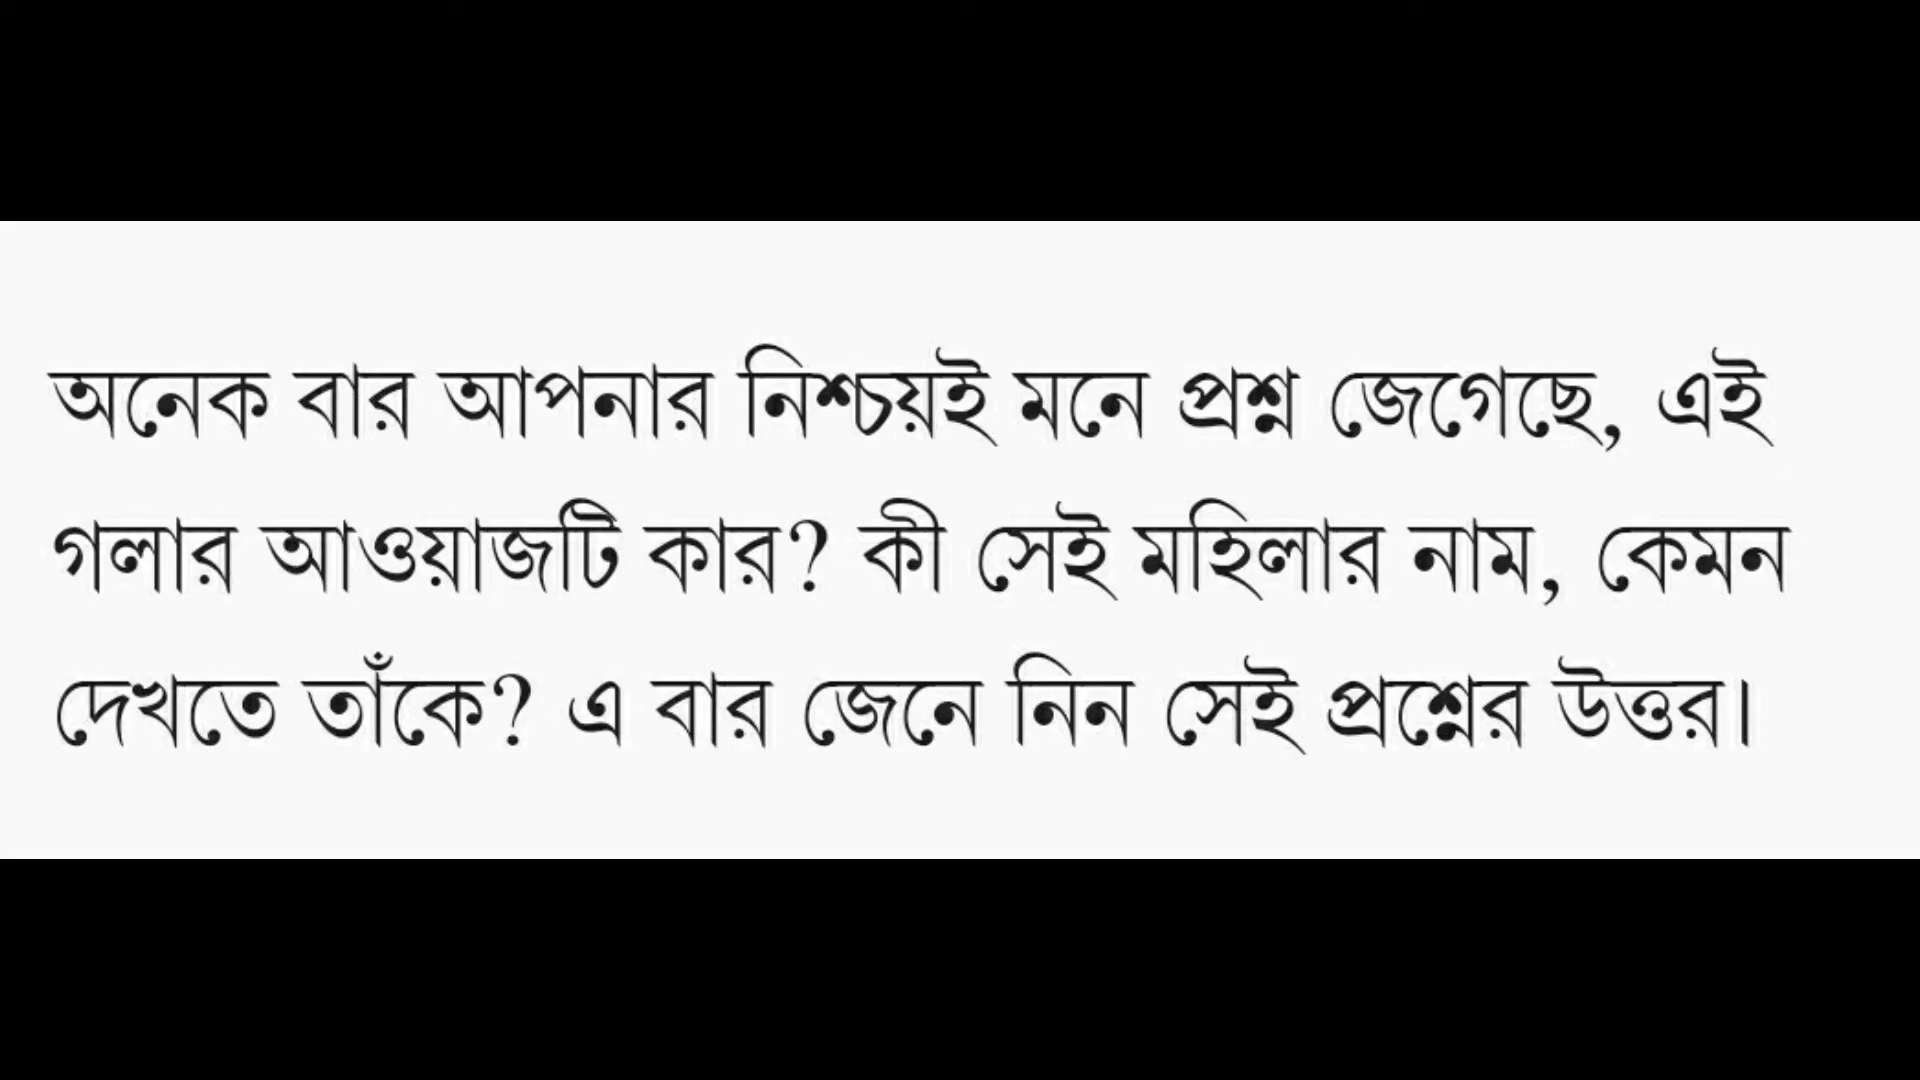 অনেক বার আপনার নিশ্চয়ই মনে প্রশ্ন জেগেছে, এই
গলার আওয়াজটি কার? কী সেই মহিলার নাম, কেমন
দেখতে তাঁকে? এ বার জেনে নিন সেই প্রশ্নের উত্তর।